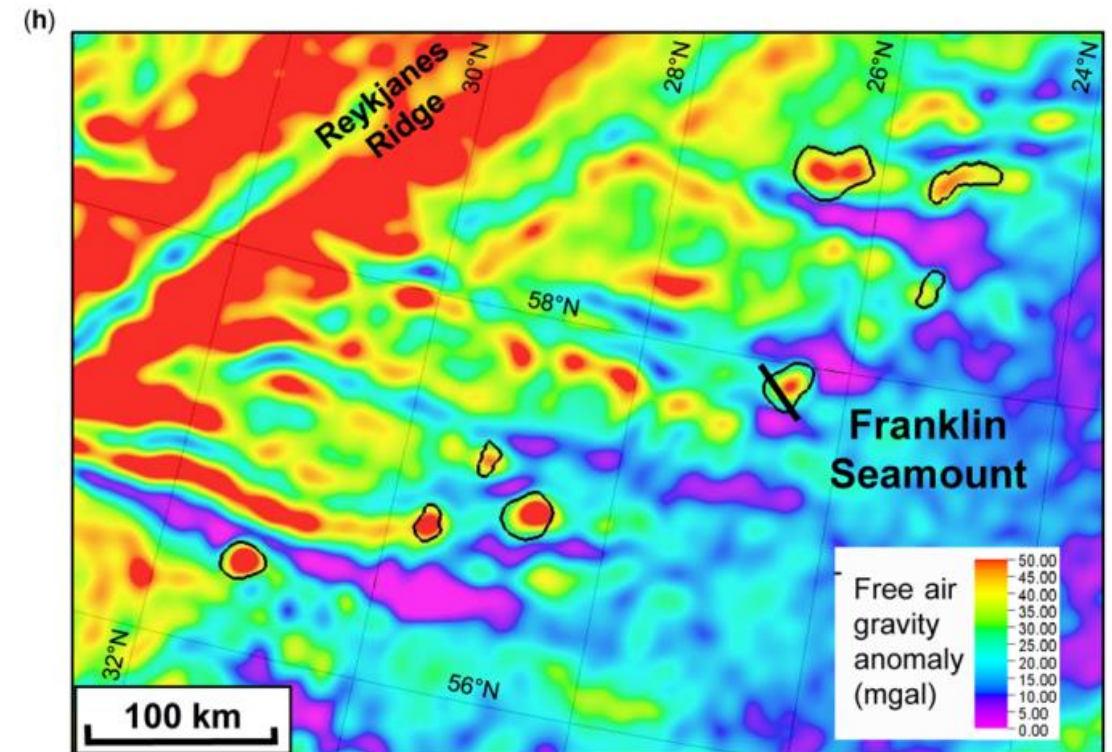 (h)
Reykjanes
Ridge
30°N
28°N
26°N
24°N
58°N
Franklin
Seamount
32°N
56°N
100 km
Free air
gravity
anomaly
(mgal)
50.00
45.00
40.00
35.00
30.00
25.00
20.00
15.00
10.00
5.00
0.00